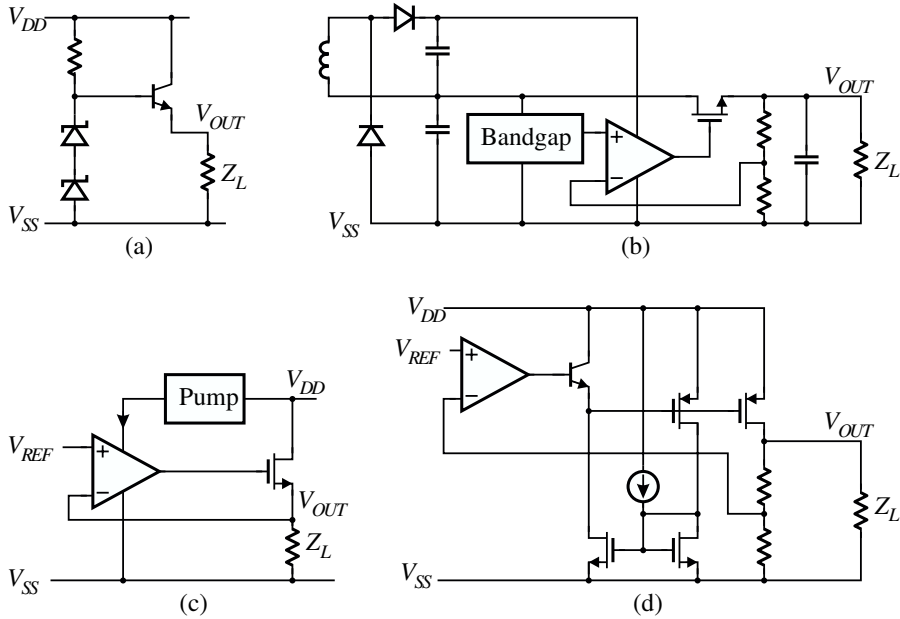 V_DD
V_OUT
Z_L
V_SS
(a)
Bandgap
+
−
V_OUT
Z_L
V_SS
(b)
Pump
V_DD
V_REF
+
−
V_OUT
Z_L
V_SS
(c)
V_DD
V_REF
+
−
V_OUT
Z_L
V_SS
(d)